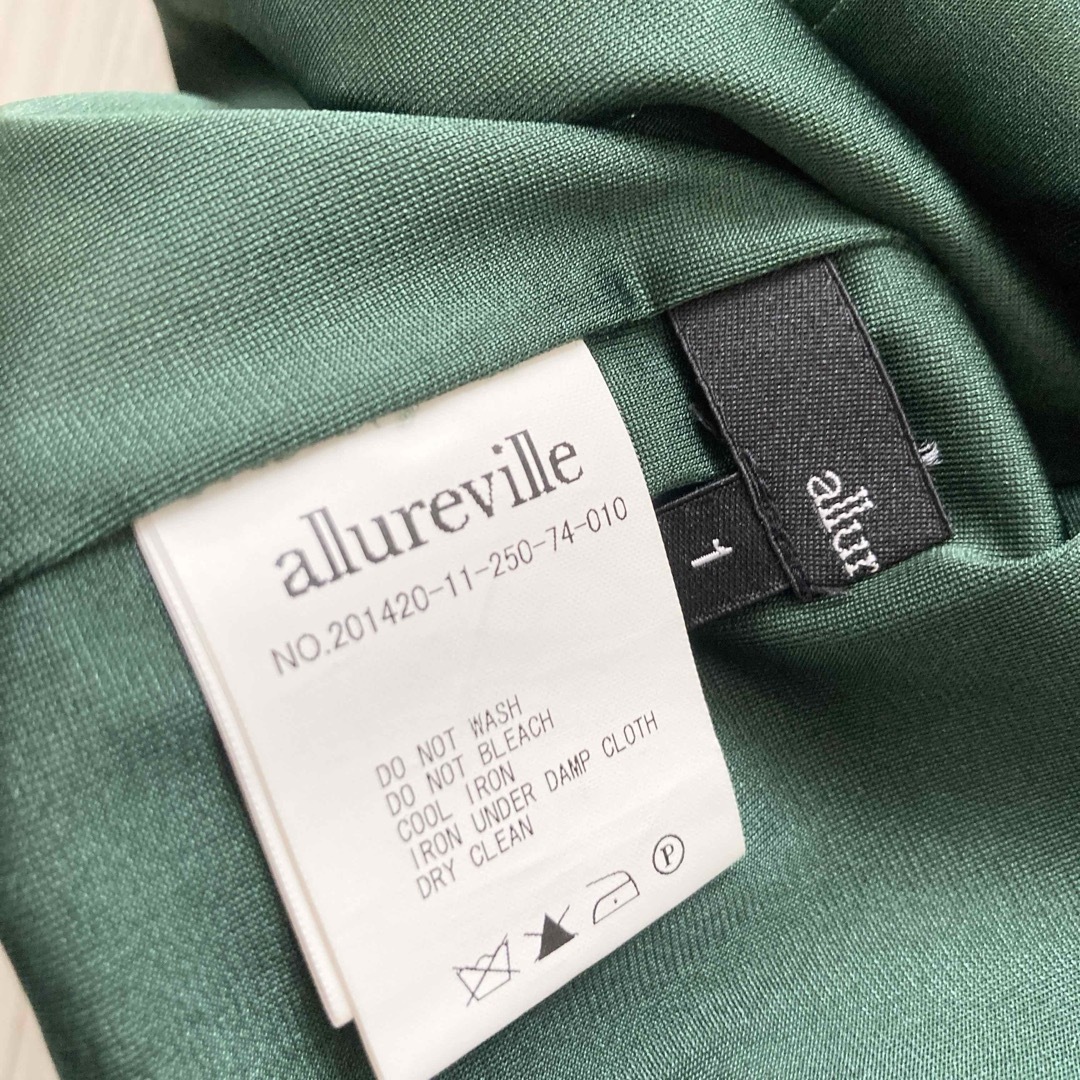 allureville
NO.201420-11-250-74-010
DO NOT WASH
DO NOT BLEACH
COOL IRON
IRON UNDER DAMP CLOTH
DRY CLEAN
P
1
allur